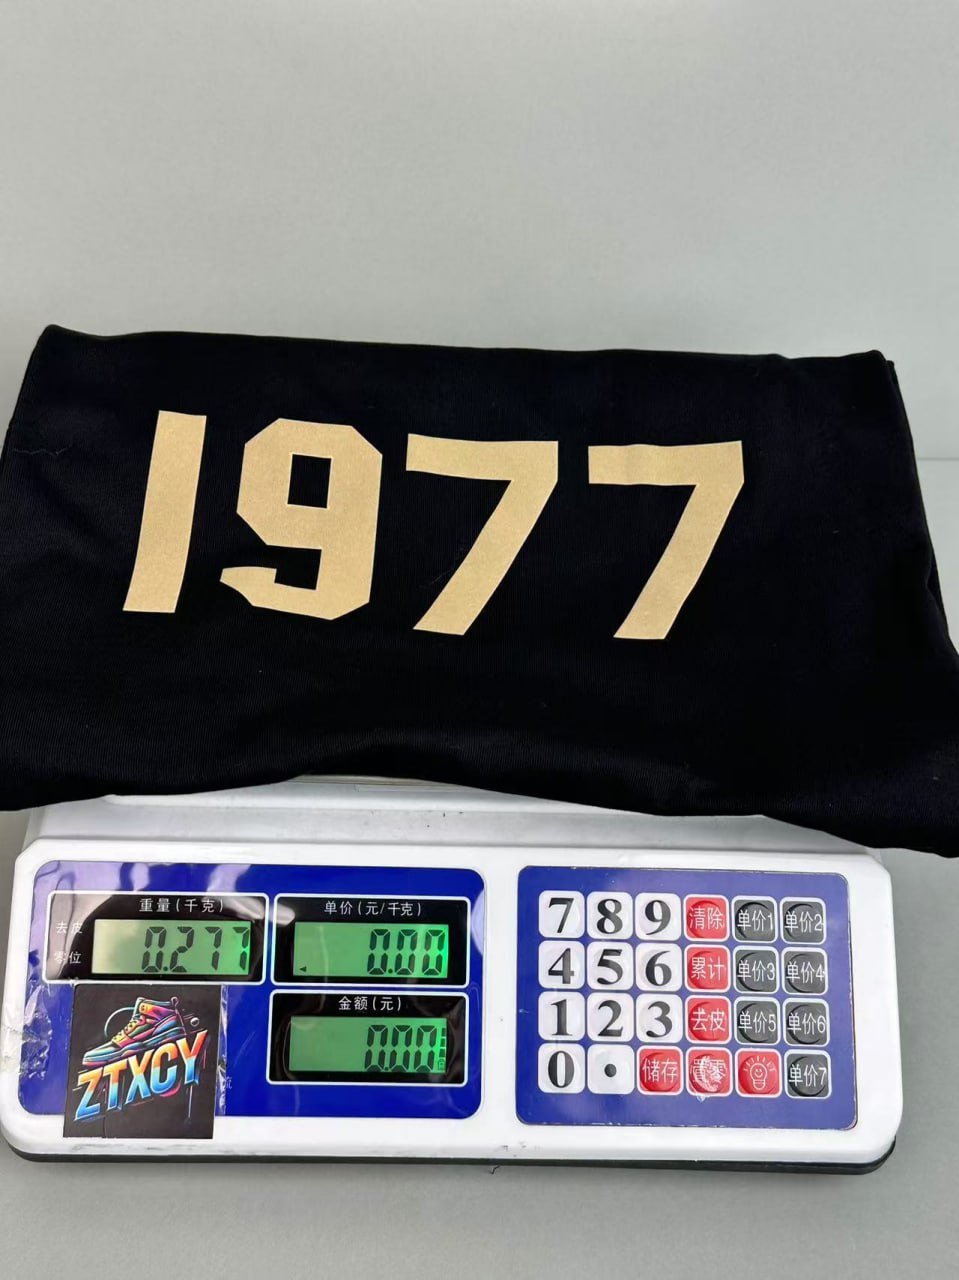 1977
重量(千克)
单价(元/千克)
去皮
零位
0.277
0.00
金额(元)
0.00
ZTXCY
7 8 9 清除 单价1 单价2
4 5 6 累计 单价3 单价4
1 2 3 去皮 单价5 单价6
0 . 储存 置零 单价7